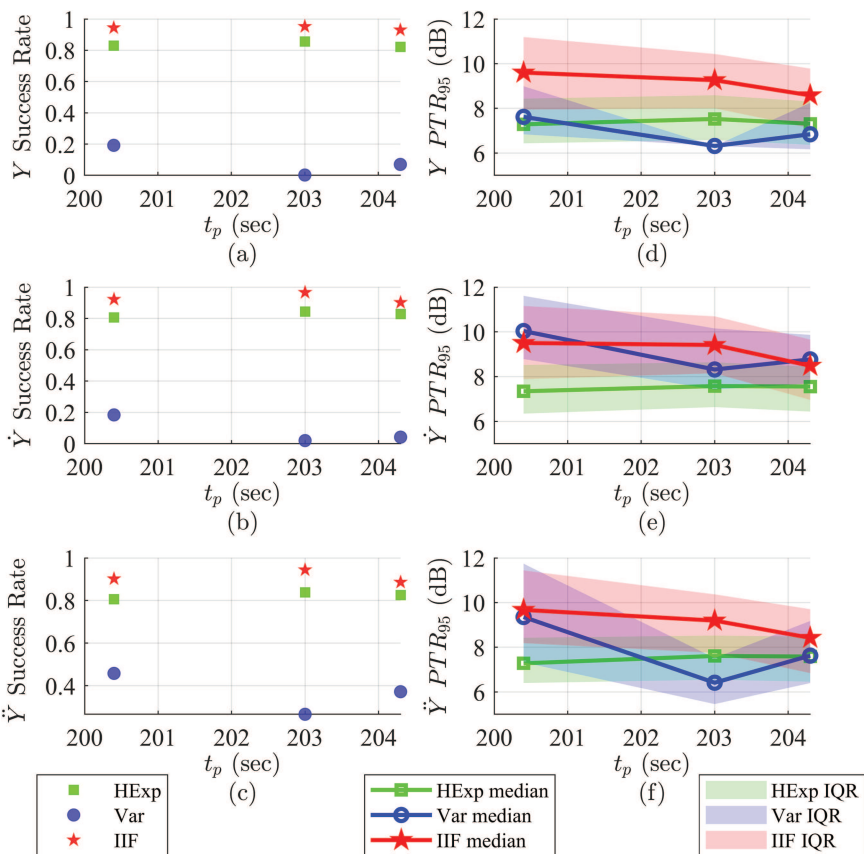 Y Success Rate
1
0.8
0.6
0.4
0.2
0
200 201 202 203 204
t_p (sec)
(a)
Y PTR_95 (dB)
12
10
8
6
200 201 202 203 204
t_p (sec)
(d)
Ẏ Success Rate
1
0.8
0.6
0.4
0.2
0
200 201 202 203 204
t_p (sec)
(b)
Ẏ PTR_95 (dB)
12
10
8
6
200 201 202 203 204
t_p (sec)
(e)
Ÿ Success Rate
1
0.8
0.6
0.4
200 201 202 203 204
t_p (sec)
(c)
Ÿ PTR_95 (dB)
12
10
8
6
200 201 202 203 204
t_p (sec)
(f)
HExp
Var
IIF
HExp median
Var median
IIF median
HExp IQR
Var IQR
IIF IQR